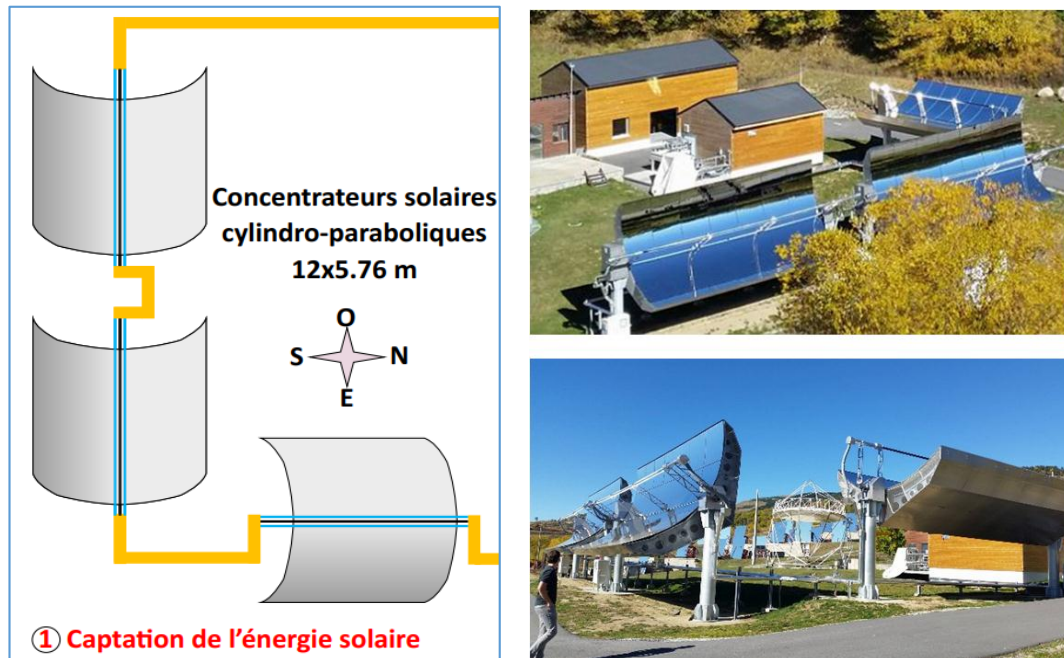 Concentrateurs solaires
cylindro-paraboliques
12x5.76 m
O
S N
E
1 Captation de l'énergie solaire